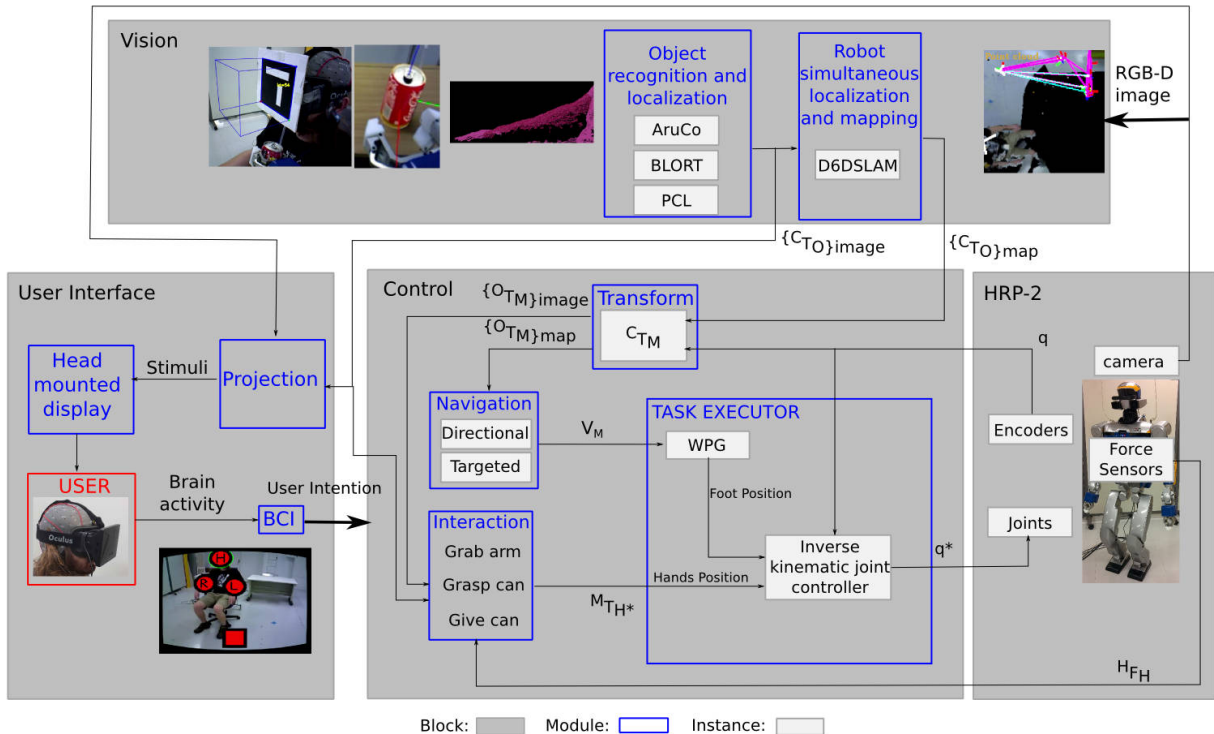 Vision
Object
recognition and
localization
AruCo
BLORT
PCL
Robot
simultaneous
localization
and mapping
D6DSLAM
RGB-D
image
{CTO}image
{CTO}map
User Interface
Head
mounted
display
Stimuli
Projection
USER
Oculus
Brain
activity
BCI
User Intention
H
R
L
Control
{OTM}image
{OTM}map
Transform
CTM
Navigation
Directional
Targeted
VM
TASK EXECUTOR
WPG
Foot Position
Interaction
Grab arm
Grasp can
Give can
Hands Position
MTH*
Inverse
kinematic joint
controller
q*
HRP-2
q
camera
Encoders
Force
Sensors
Joints
HFH
Block:
Module:
Instance: